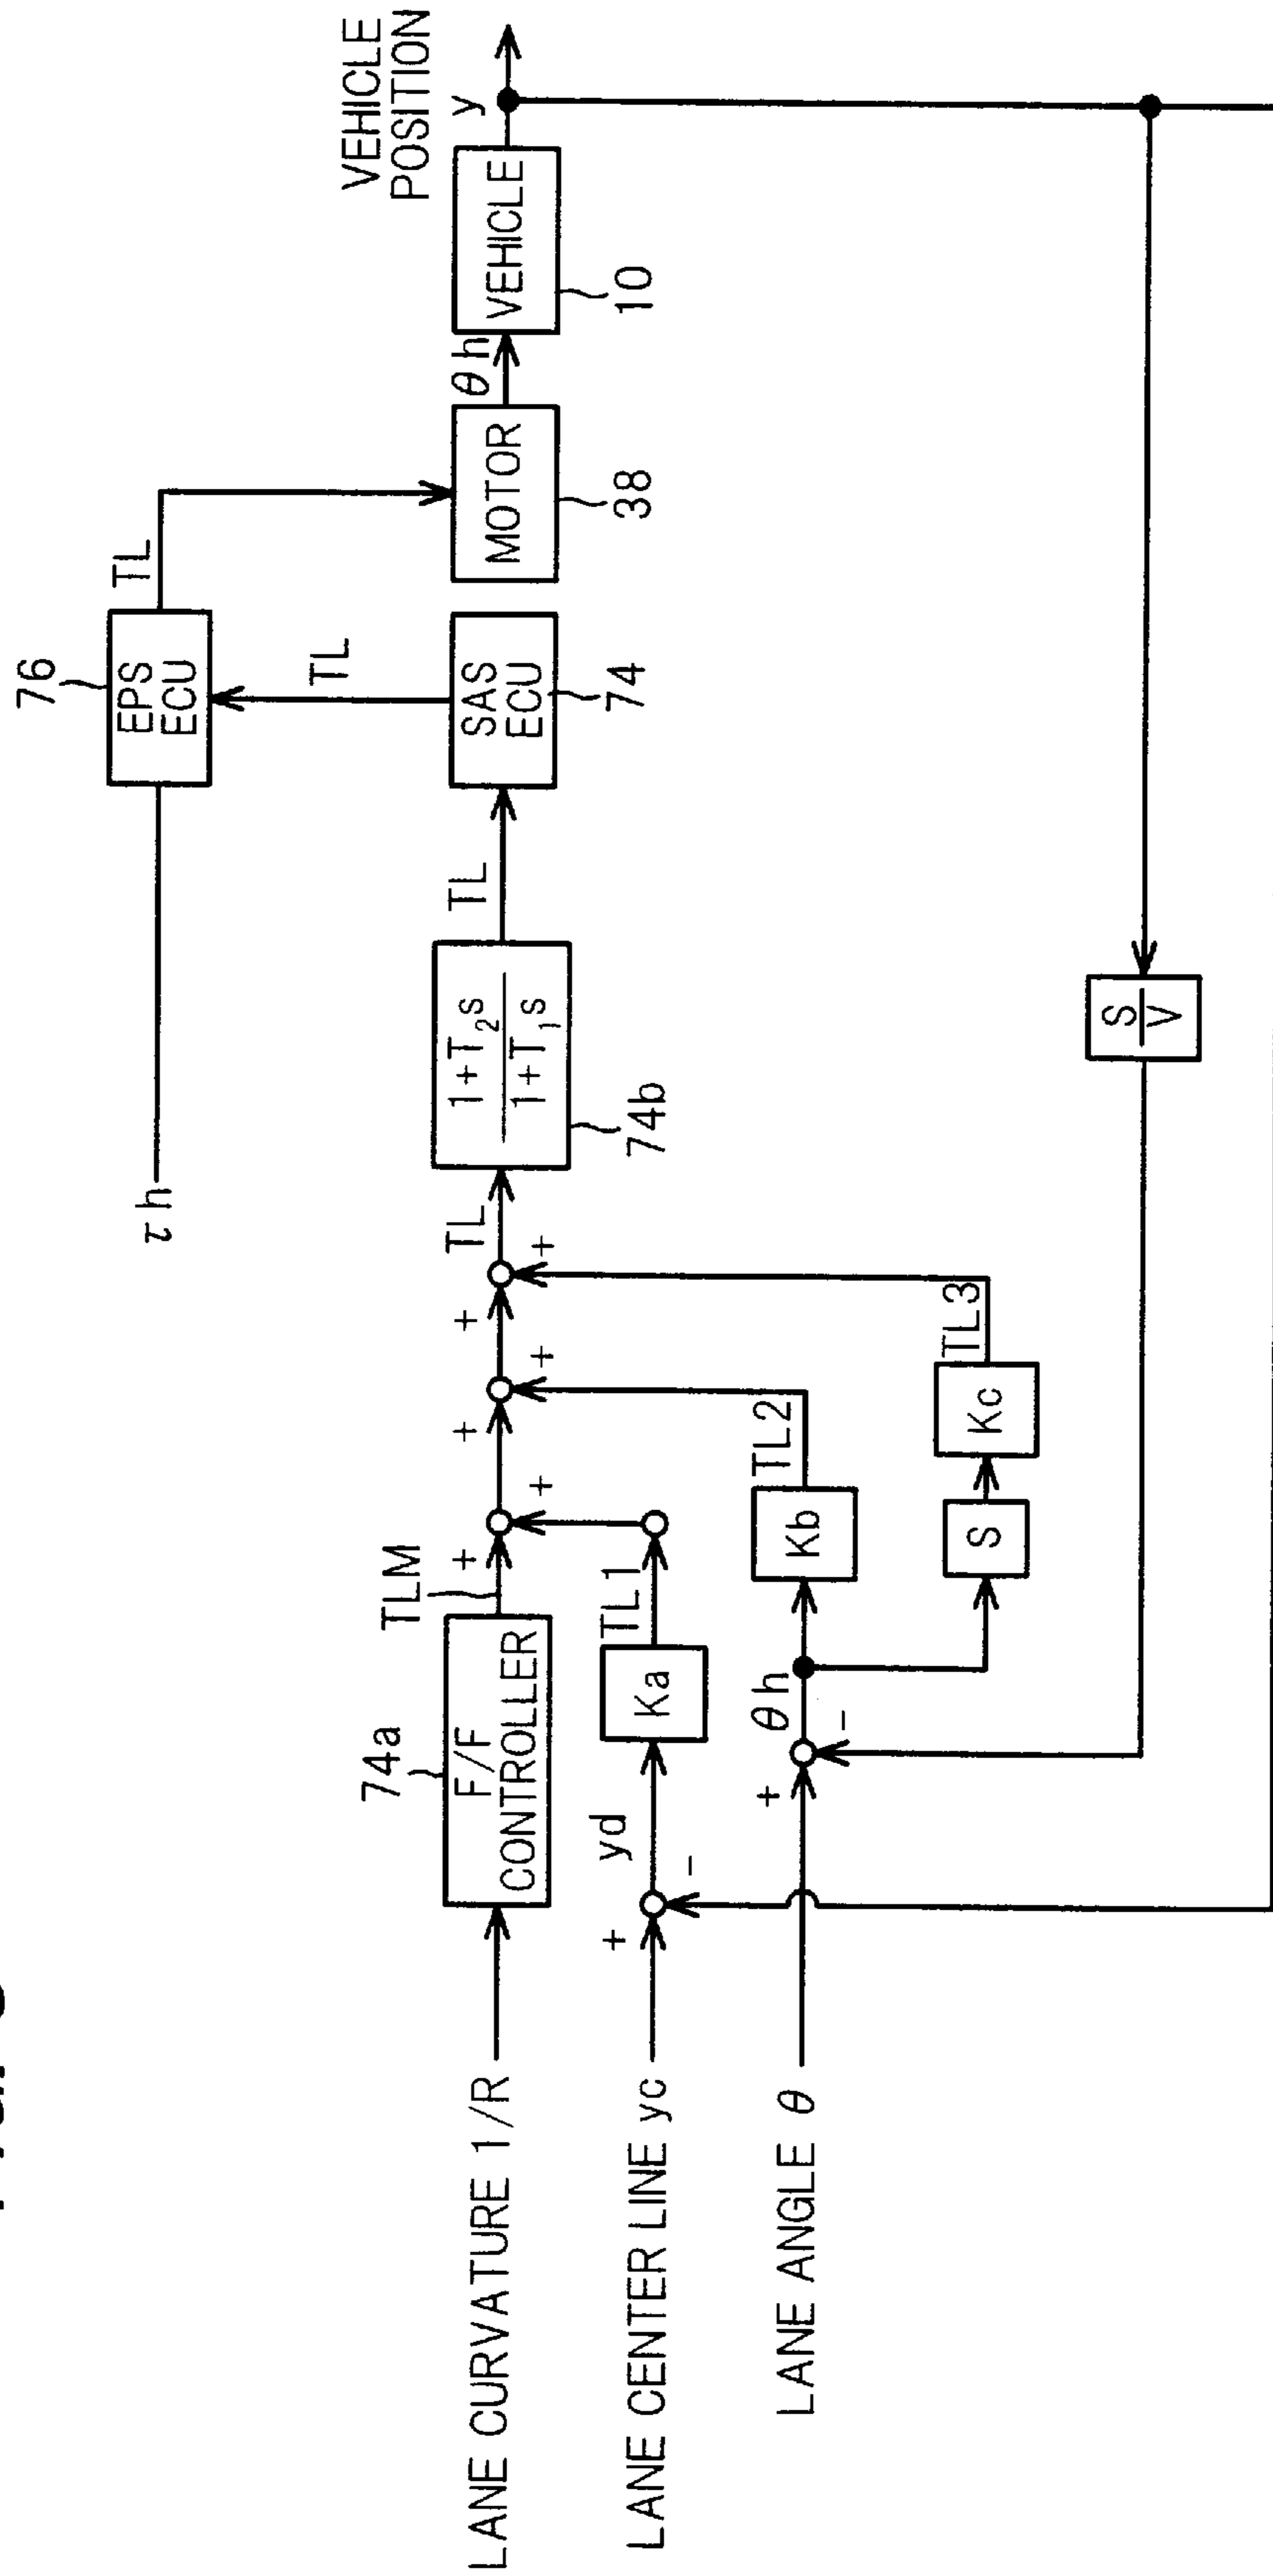 VEHICLE
POSITION
76
EPS
ECU
TL
TL
τh
θh
y
74a
F/F
CONTROLLER
TLM
+
+
+
+
+
+
TL
1+T₂s
1+T₁s
74b
TL
SAS
ECU
74
MOTOR
38
VEHICLE
10
LANE CURVATURE 1/R
LANE CENTER LINE yc
+
-
yd
Ka
TL1
LANE ANGLE θ
+
-
θh
Kb
TL2
S
Kc
TL3
S
V